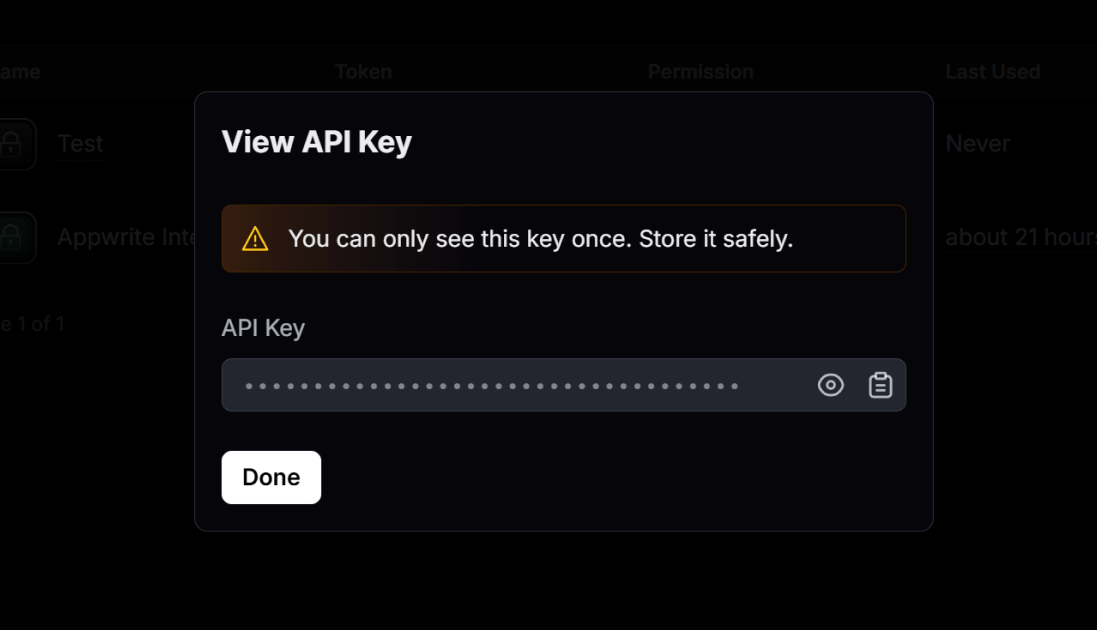 ame Token Permission Last Used
View API Key
Test Never
You can only see this key once. Store it safely.
Appwrite Inte about 21 hours
e 1 of 1
API Key
Done